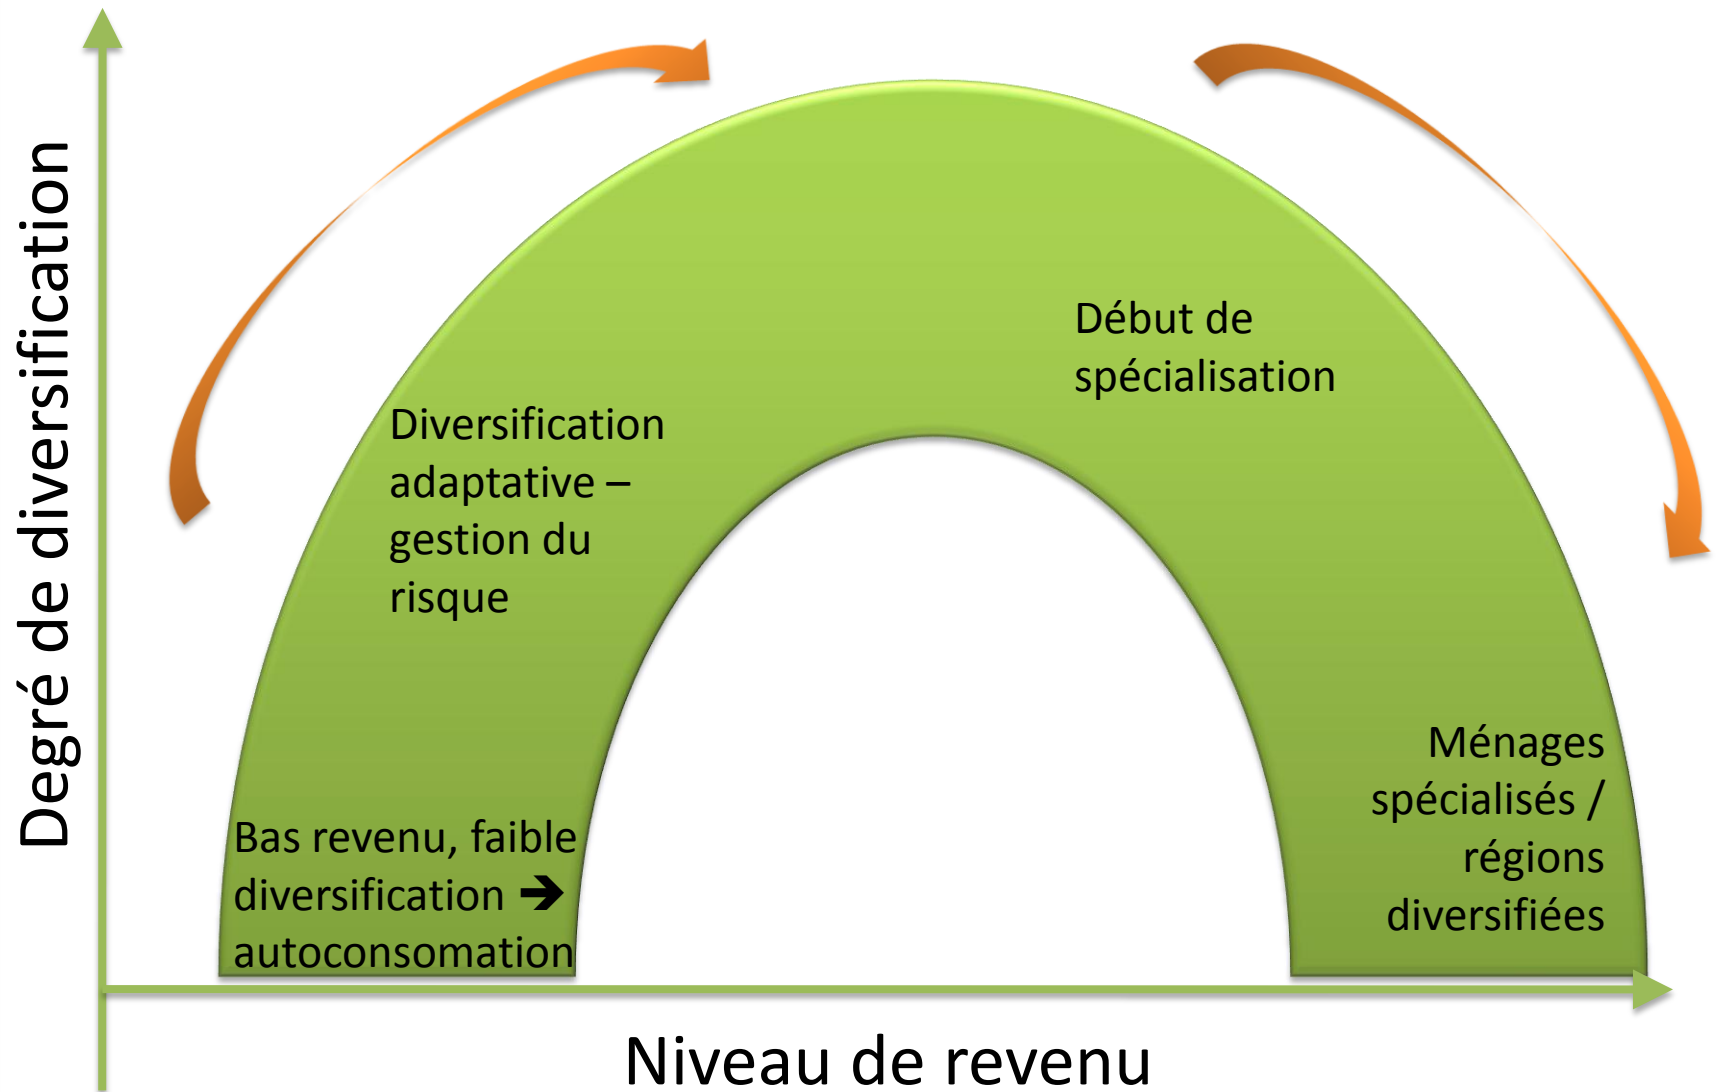 Degré de diversification
Diversification
adaptative –
gestion du
risque
Début de
spécialisation
Bas revenu, faible
diversification ➔
autoconsomation
Ménages
spécialisés /
régions
diversifiées
Niveau de revenu